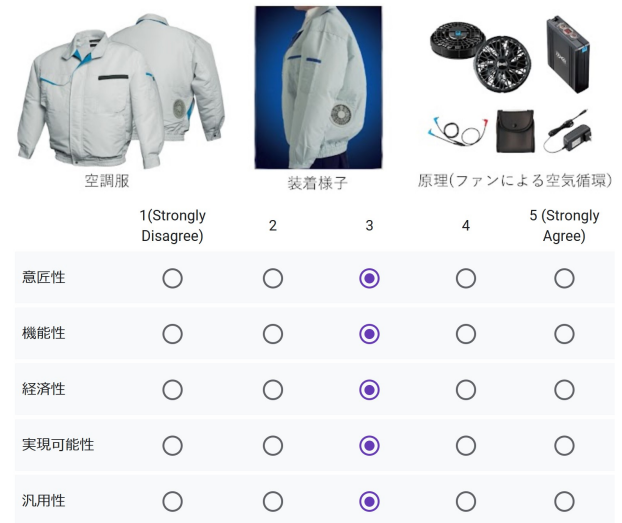 空調服
装着様子
原理(ファンによる空気循環)
1(Strongly
Disagree)
2
3
4
5 (Strongly
Agree)
意匠性
機能性
経済性
実現可能性
汎用性